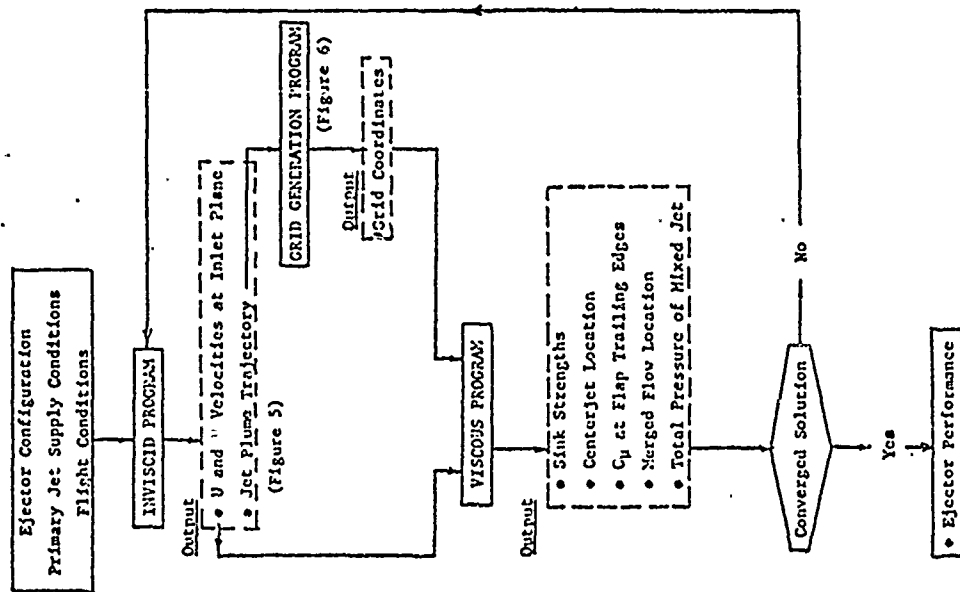 Ejector Configuration
Primary Jet Supply Conditions
Flight Conditions
INVISCID PROGRAM
Output
• U and Velocities at Inlet Plane
• Jet Plume Trajectory
(Figure 5)
GRID GENERATION PROGRAM
(Figure 6)
Output
Grid Coordinates
VISCOUS PROGRAM
Output
• Sink Strengths
• Centerjet Location
• Cμ at Flap Trailing Edges
• Merged Flow Location
• Total Pressure of Mixed Jet
Converged Solution
No
Yes
• Ejector Performance